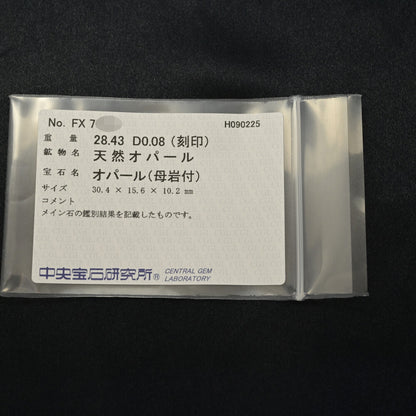 No. FX 7
H090225
重 量 28.43 D0.08 (刻印)
鉱物名 天然オパール
宝石名 オパール(母岩付)
サイズ 30.4 × 15.6 × 10.2 mm
コメント
メイン石の鑑別結果を記載したものです。
中央宝石研究所® CENTRAL GEM
LABORATORY